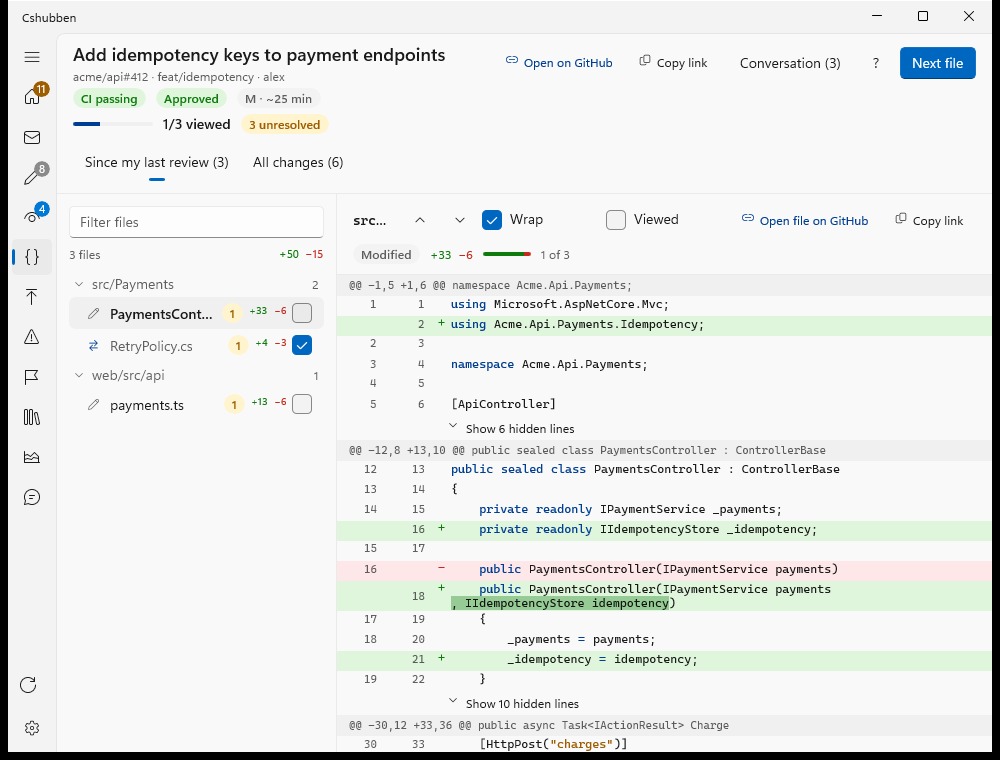 Cshubben
Add idempotency keys to payment endpoints
acme/api#412 · feat/idempotency · alex
CI passing Approved M · ~25 min
1/3 viewed 3 unresolved
Open on GitHub Copy link Conversation (3) ? Next file
Since my last review (3) All changes (6)
11
8
4
{}
Filter files
3 files +50 −15
src/Payments 2
PaymentsCont... 1 +33 −6
RetryPolicy.cs 1 +4 −3
web/src/api 1
payments.ts 1 +13 −6
src... Wrap Viewed Open file on GitHub Copy link
Modified +33 −6 1 of 3
@@ −1,5 +1,6 @@ namespace Acme.Api.Payments;
1 1 using Microsoft.AspNetCore.Mvc;
2 + using Acme.Api.Payments.Idempotency;
2 3
3 4 namespace Acme.Api.Payments;
4 5
5 6 [ApiController]
Show 6 hidden lines
@@ −12,8 +13,10 @@ public sealed class PaymentsController : ControllerBase
12 13 public sealed class PaymentsController : ControllerBase
13 14 {
14 15 private readonly IPaymentService _payments;
16 + private readonly IIdempotencyStore _idempotency;
15 17
16 − public PaymentsController(IPaymentService payments)
18 + public PaymentsController(IPaymentService payments
, IIdempotencyStore idempotency)
17 19 {
18 20 _payments = payments;
21 + _idempotency = idempotency;
19 22 }
Show 10 hidden lines
@@ −30,12 +33,36 @@ public async Task<IActionResult> Charge
30 33 [HttpPost("charges")]